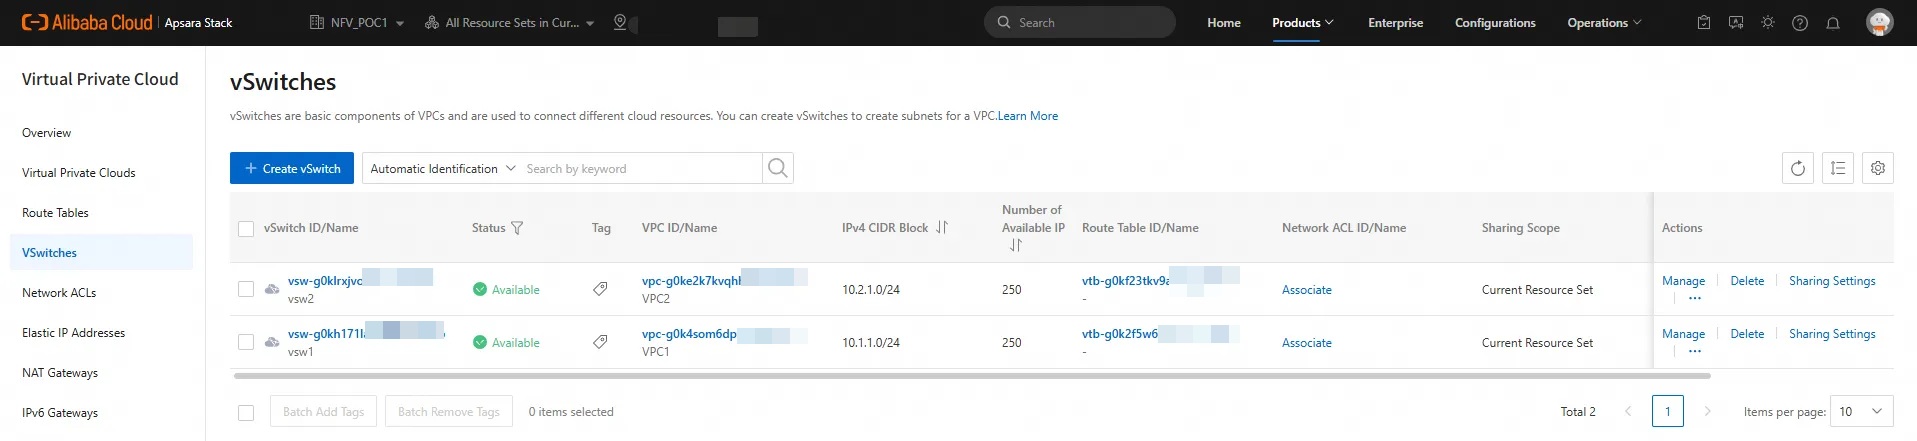 Alibaba Cloud | Apsara Stack NFV_POC1 All Resource Sets in Cur... Search Home Products Enterprise Configurations Operations
Virtual Private Cloud
Overview
Virtual Private Clouds
Route Tables
VSwitches
Network ACLs
Elastic IP Addresses
NAT Gateways
IPv6 Gateways
vSwitches
vSwitches are basic components of VPCs and are used to connect different cloud resources. You can create vSwitches to create subnets for a VPC.Learn More
+ Create vSwitch Automatic Identification Search by keyword
vSwitch ID/Name Status Tag VPC ID/Name IPv4 CIDR Block Number of Available IP Route Table ID/Name Network ACL ID/Name Sharing Scope Actions
vsw-g0klrxjvo Available vpc-g0ke2k7kvqhl 10.2.1.0/24 250 vtb-g0kf23tkv9a Associate Current Resource Set Manage Delete Sharing Settings
vsw2 VPC2 - ...
vsw-g0kh171l Available vpc-g0k4som6dp 10.1.1.0/24 250 vtb-g0k2f5w6 Associate Current Resource Set Manage Delete Sharing Settings
vsw1 VPC1 - ...
Batch Add Tags Batch Remove Tags 0 items selected Total 2 < 1 > Items per page: 10